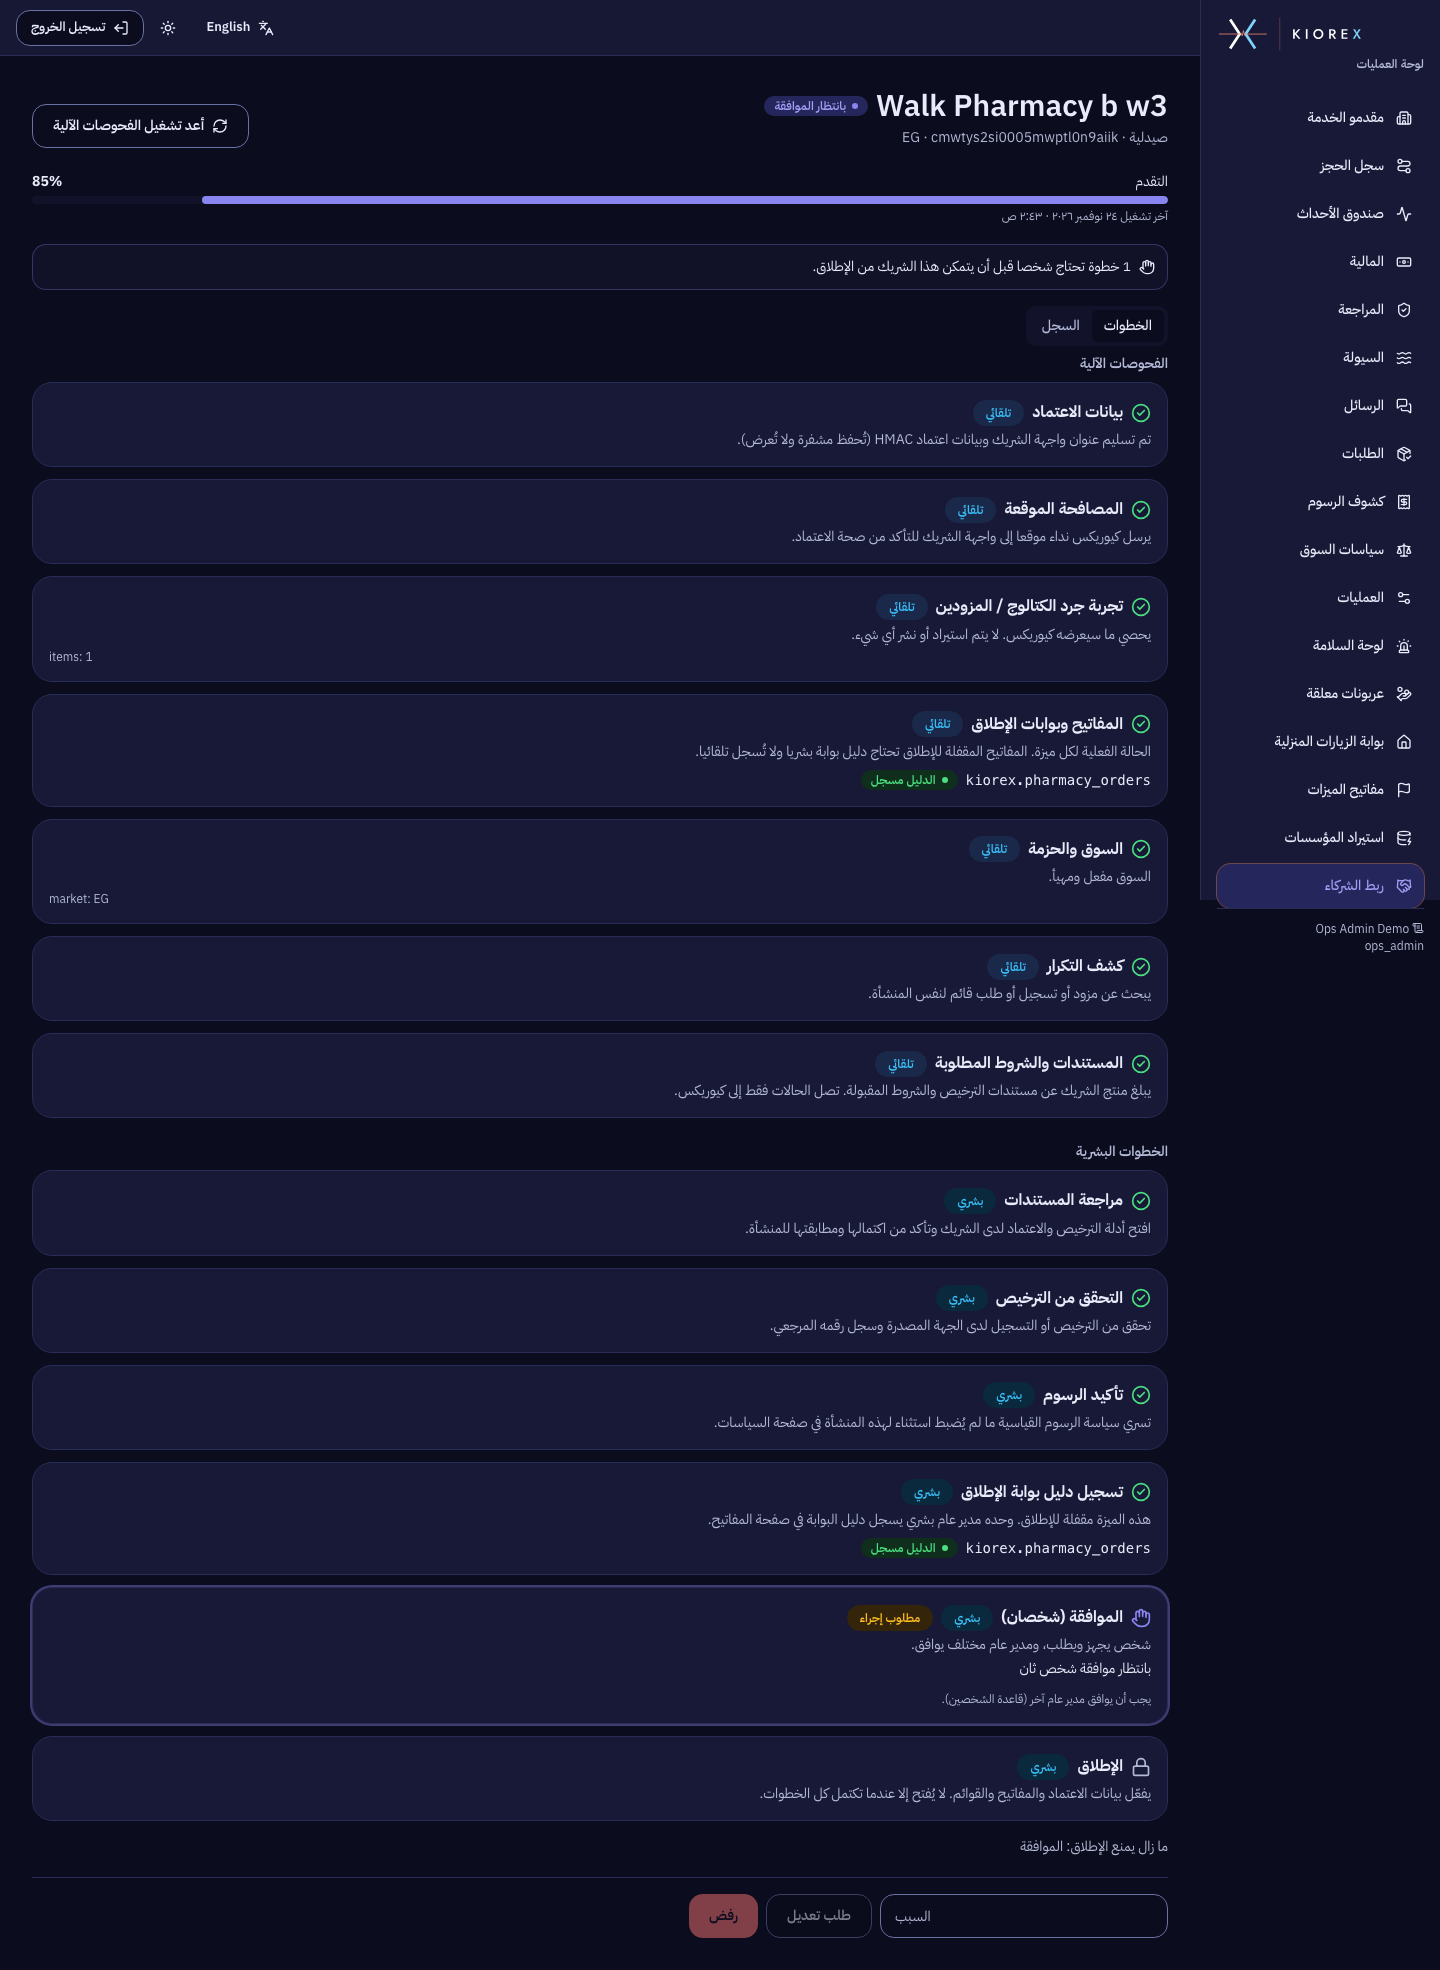 KIOREX
لوحة العمليات
مقدمو الخدمة
سجل الحجز
صندوق الأحداث
المالية
المراجعة
السيولة
الرسائل
الطلبات
كشوف الرسوم
سياسات السوق
العمليات
لوحة السلامة
عربونات معلقة
بوابة الزيارات المنزلية
مفاتيح الميزات
استيراد المؤسسات
ربط الشركاء
Ops Admin Demo
ops_admin
English
تسجيل الخروج
Walk Pharmacy b w3 بانتظار الموافقة
صيدلية · EG · cmwtys2si0005mwptl0n9aiik
أعد تشغيل الفحوصات الآلية
التقدم 85%
آخر تشغيل ٢٤ نوفمبر ٢٠٢٦ · ٢:٤٣ ص
1 خطوة تحتاج شخصا قبل أن يتمكن هذا الشريك من الإطلاق.
الخطوات السجل
الفحوصات الآلية
بيانات الاعتماد تلقائي
تم تسليم عنوان واجهة الشريك وبيانات اعتماد HMAC (تُحفظ مشفرة ولا تُعرض).
المصافحة الموقعة تلقائي
يرسل كيوريكس نداء موقعا إلى واجهة الشريك للتأكد من صحة الاعتماد.
تجربة جرد الكتالوج / المزودين تلقائي
يحصي ما سيعرضه كيوريكس. لا يتم استيراد أو نشر أي شيء.
items: 1
المفاتيح وبوابات الإطلاق تلقائي
الحالة الفعلية لكل ميزة. المفاتيح المقفلة للإطلاق تحتاج دليل بوابة بشريا ولا تُسجل تلقائيا.
kiorex.pharmacy_orders الدليل مسجل
السوق والحزمة تلقائي
السوق مفعل ومهيأ.
market: EG
كشف التكرار تلقائي
يبحث عن مزود أو تسجيل أو طلب قائم لنفس المنشأة.
المستندات والشروط المطلوبة تلقائي
يبلغ منتج الشريك عن مستندات الترخيص والشروط المقبولة. تصل الحالات فقط إلى كيوريكس.
الخطوات البشرية
مراجعة المستندات بشري
افتح أدلة الترخيص والاعتماد لدى الشريك وتأكد من اكتمالها ومطابقتها للمنشأة.
التحقق من الترخيص بشري
تحقق من الترخيص أو التسجيل لدى الجهة المصدرة وسجل رقمه المرجعي.
تأكيد الرسوم بشري
تسري سياسة الرسوم القياسية ما لم يُضبط استثناء لهذه المنشأة في صفحة السياسات.
تسجيل دليل بوابة الإطلاق بشري
هذه الميزة مقفلة للإطلاق. وحده مدير عام بشري يسجل دليل البوابة في صفحة المفاتيح.
kiorex.pharmacy_orders الدليل مسجل
الموافقة (شخصان) بشري مطلوب إجراء
شخص يجهز ويطلب، ومدير عام مختلف يوافق.
بانتظار موافقة شخص ثان
يجب أن يوافق مدير عام آخر (قاعدة الشخصين).
الإطلاق بشري
يفعّل بيانات الاعتماد والمفاتيح والقوائم. لا يُفتح إلا عندما تكتمل كل الخطوات.
ما زال يمنع الإطلاق: الموافقة
السبب طلب تعديل رفض